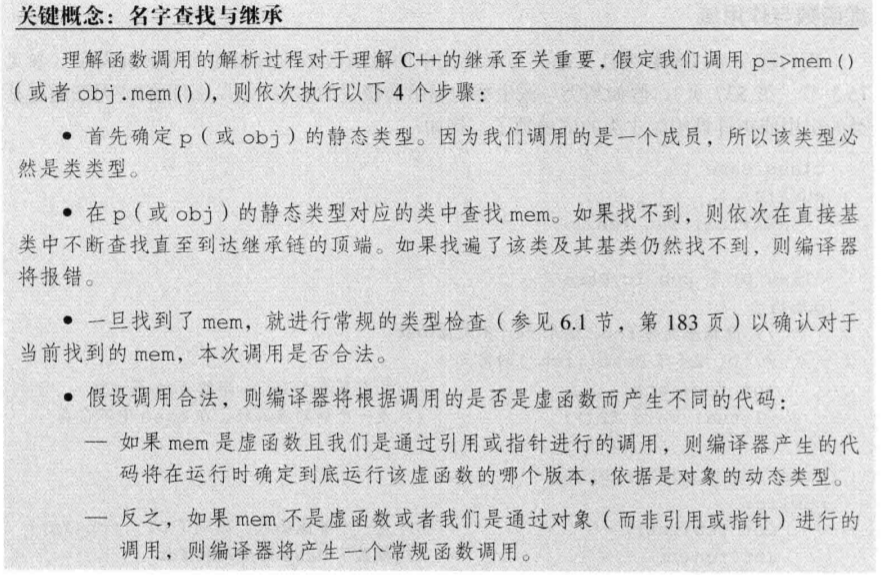 关键概念：名字查找与继承
理解函数调用的解析过程对于理解 C++的继承至关重要，假定我们调用 p->mem()
（或者 obj.mem()），则依次执行以下 4 个步骤：
• 首先确定 p（或 obj）的静态类型。因为我们调用的是一个成员，所以该类型必
然是类类型。
• 在 p（或 obj）的静态类型对应的类中查找 mem。如果找不到，则依次在直接基
类中不断查找直至到达继承链的顶端。如果找遍了该类及其基类仍然找不到，则编译器
将报错。
• 一旦找到了 mem，就进行常规的类型检查（参见 6.1 节，第 183 页）以确认对于
当前找到的 mem，本次调用是否合法。
• 假设调用合法，则编译器将根据调用的是否是虚函数而产生不同的代码：
— 如果 mem 是虚函数且我们是通过引用或指针进行的调用，则编译器产生的代
码将在运行时确定到底运行该虚函数的哪个版本，依据是对象的动态类型。
— 反之，如果 mem 不是虚函数或者我们是通过对象（而非引用或指针）进行的
调用，则编译器将产生一个常规函数调用。